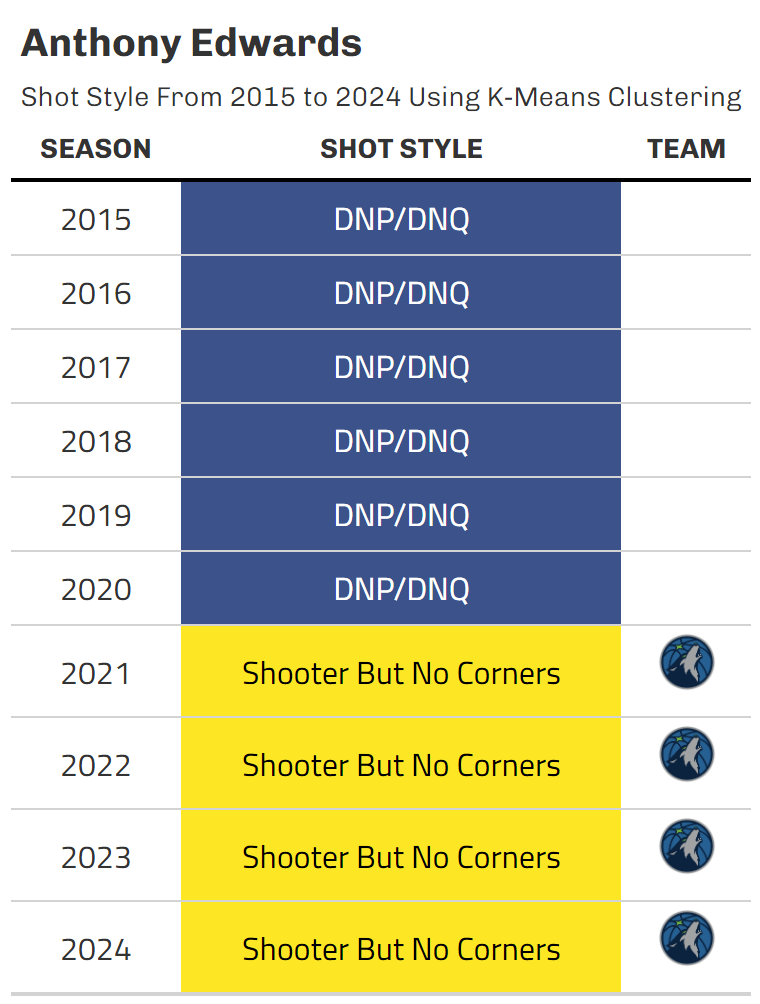 Anthony Edwards
Shot Style From 2015 to 2024 Using K-Means Clustering
SEASON SHOT STYLE TEAM
2015 DNP/DNQ
2016 DNP/DNQ
2017 DNP/DNQ
2018 DNP/DNQ
2019 DNP/DNQ
2020 DNP/DNQ
2021 Shooter But No Corners
2022 Shooter But No Corners
2023 Shooter But No Corners
2024 Shooter But No Corners